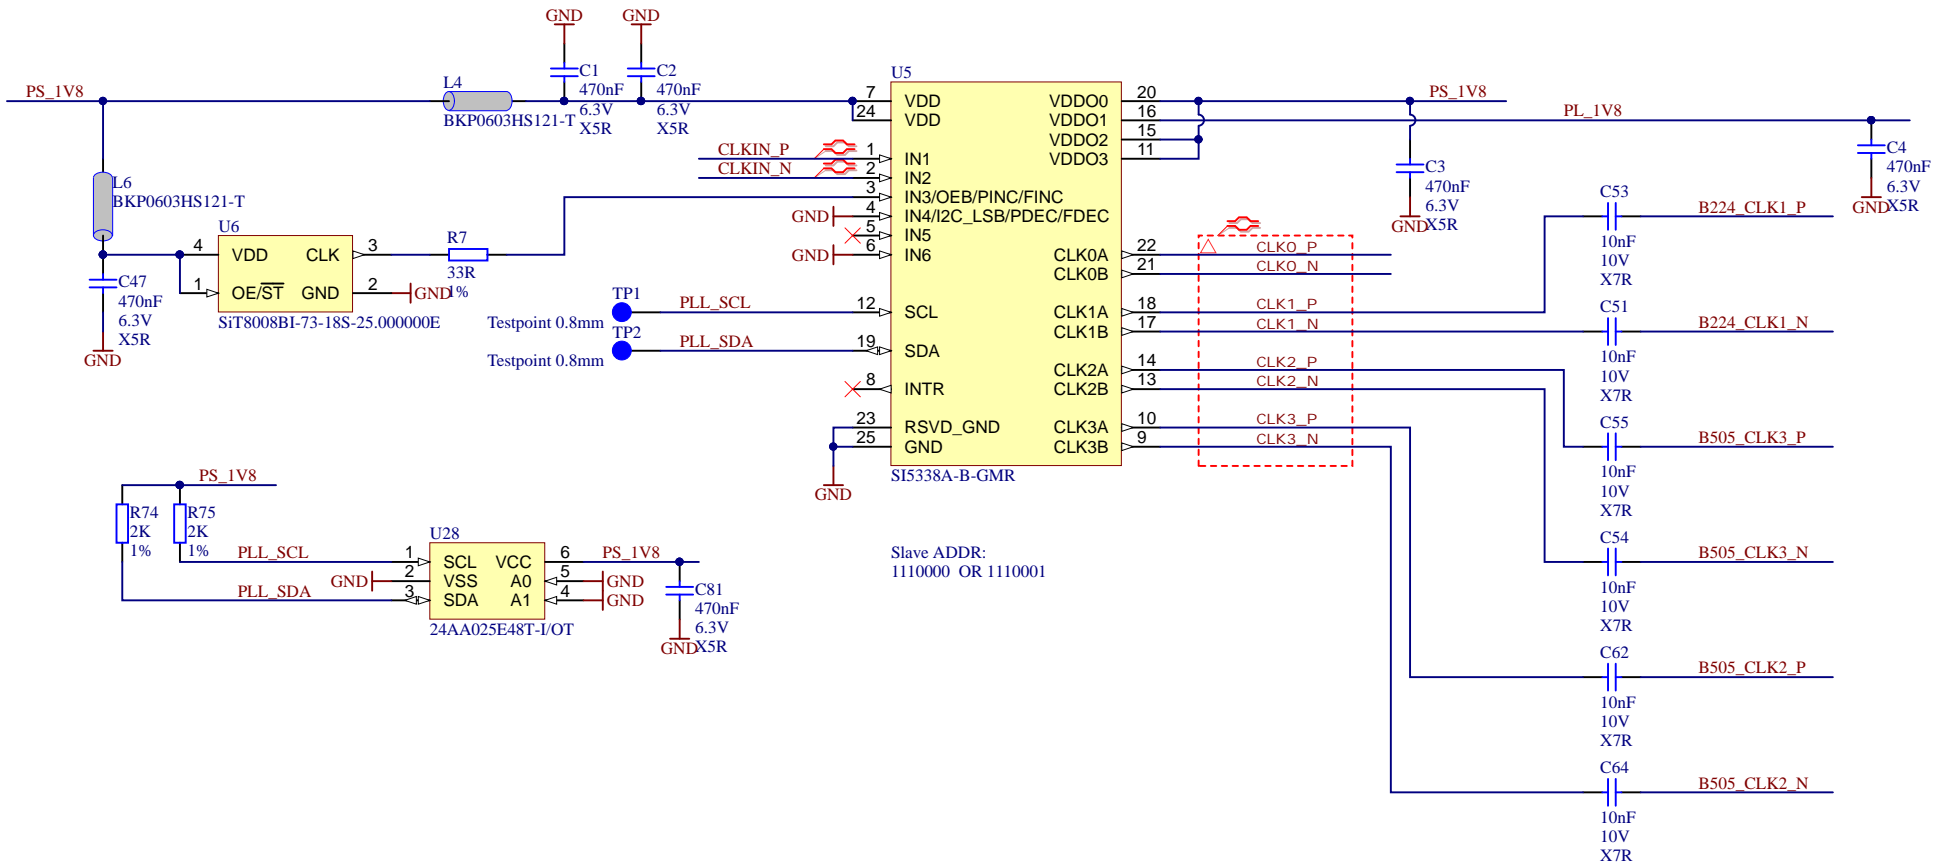 GND
GND
PS_1V8
L4
BKP0603HS121-T
C1
470nF
6.3V
X5R
C2
470nF
6.3V
X5R
L6
BKP0603HS121-T
U6
4
VDD
CLK
3
1
OE/ST
GND
2
GND
SiT8008BI-73-18S-25.000000E
C47
470nF
6.3V
X5R
GND
R7
33R
1%
CLKIN_P
CLKIN_N
GND
GND
TP1
Testpoint 0.8mm
PLL_SCL
TP2
Testpoint 0.8mm
PLL_SDA
U5
7
VDD
24
VDD
1
IN1
2
IN2
3
IN3/OEB/PINC/FINC
4
IN4/I2C_LSB/PDEC/FDEC
5
IN5
6
IN6
12
SCL
19
SDA
8
INTR
23
RSVD_GND
25
GND
VDDO0
20
VDDO1
16
VDDO2
15
VDDO3
11
CLK0A
22
CLK0B
21
CLK1A
18
CLK1B
17
CLK2A
14
CLK2B
13
CLK3A
10
CLK3B
9
SI5338A-B-GMR
GND
Slave ADDR:
1110000  OR 1110001
PS_1V8
PL_1V8
C3
470nF
6.3V
X5R
GND
C4
470nF
6.3V
X5R
GND
CLK0_P
CLK0_N
CLK1_P
CLK1_N
CLK2_P
CLK2_N
CLK3_P
CLK3_N
C53
10nF
10V
X7R
B224_CLK1_P
C51
10nF
10V
X7R
B224_CLK1_N
C55
10nF
10V
X7R
B505_CLK3_P
C54
10nF
10V
X7R
B505_CLK3_N
C62
10nF
10V
X7R
B505_CLK2_P
C64
10nF
10V
X7R
B505_CLK2_N
PS_1V8
R74
2K
1%
R75
2K
1%
PLL_SCL
GND
PLL_SDA
U28
1
SCL
VCC
6
2
VSS
A0
5
3
SDA
A1
4
24AA025E48T-I/OT
PS_1V8
GND
GND
C81
470nF
6.3V
X5R
GND